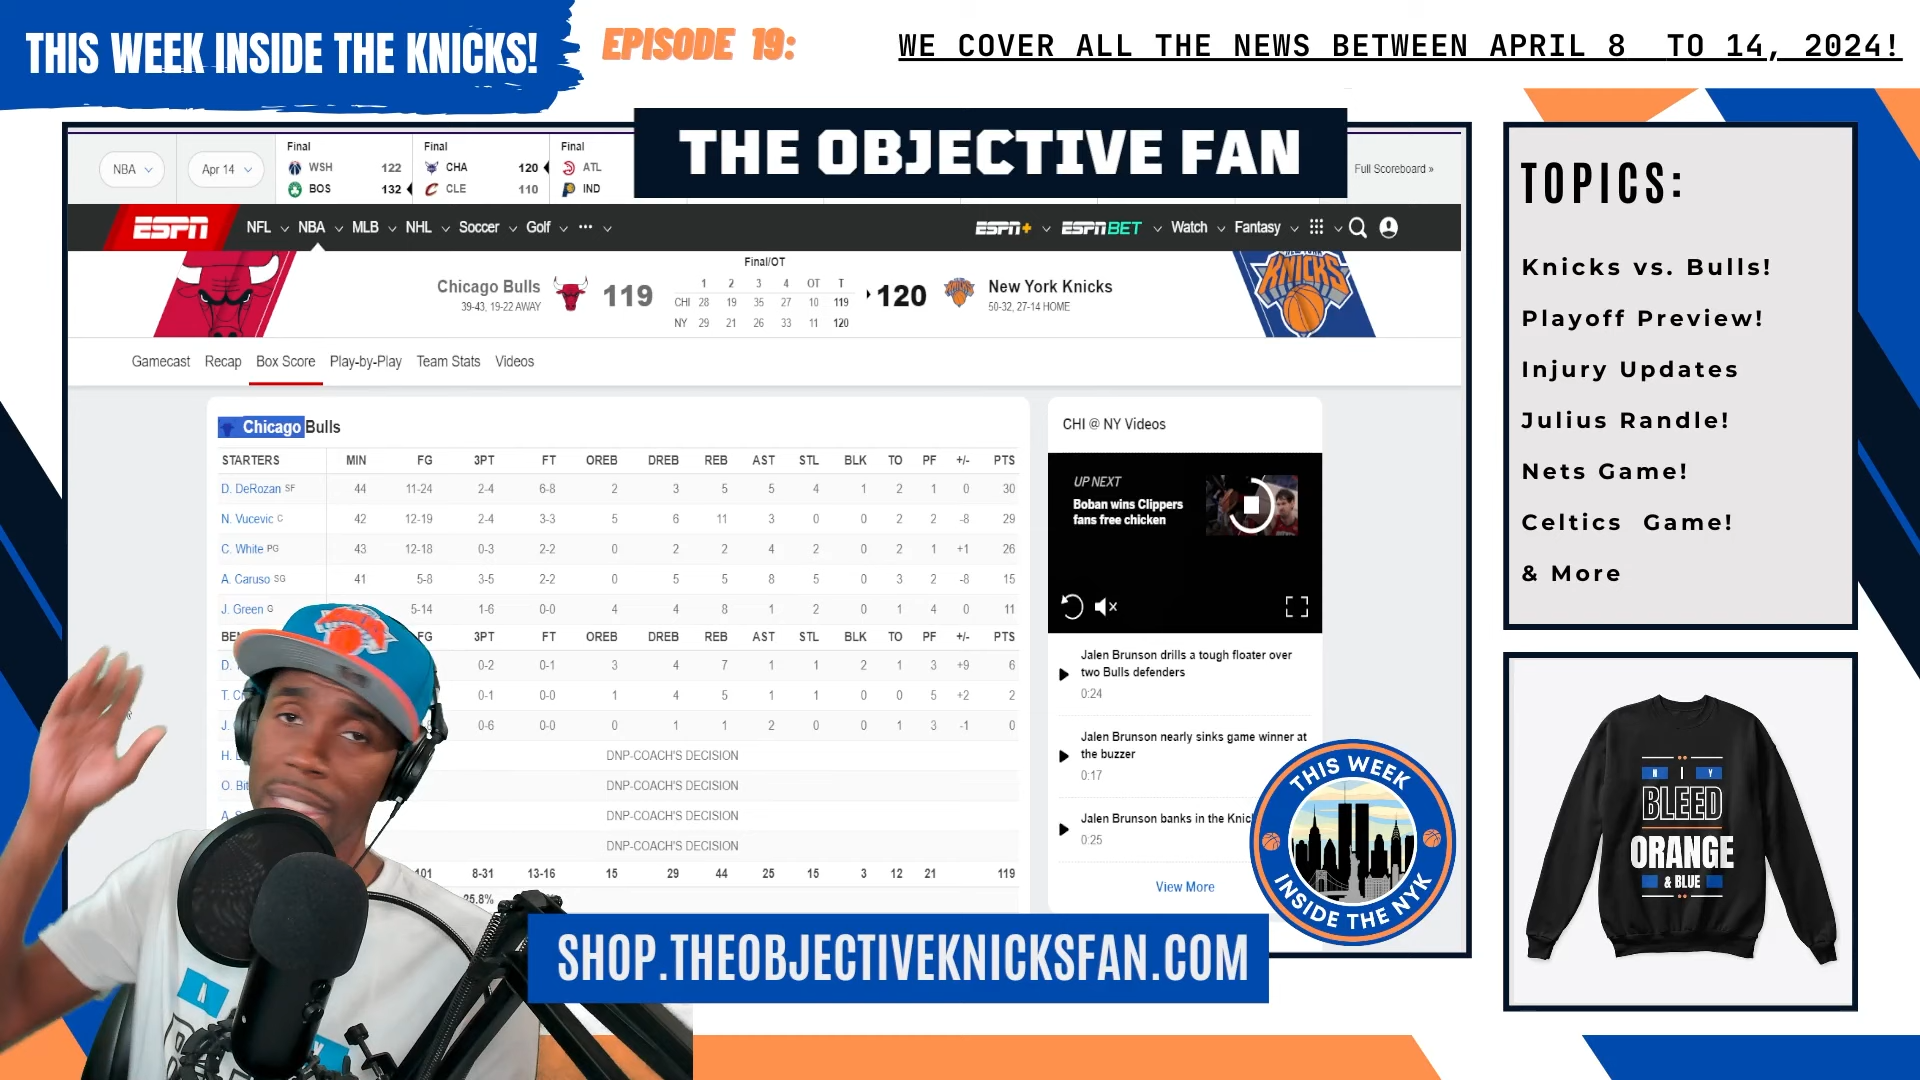 THIS WEEK INSIDE THE KNICKS!
EPISODE 19:
WE COVER ALL THE NEWS BETWEEN APRIL 8 TO 14, 2024!
THE OBJECTIVE FAN
NBA
Apr 14
Final
WSH 122
BOS 132
Final
CHA 120
CLE 110
Final
ATL
IND
Full Scoreboard »
ESPN NFL NBA MLB NHL Soccer Golf ... ESPN+ ESPN BET Watch Fantasy
Final/OT
Chicago Bulls
39-43, 19-22 AWAY
119
1 2 3 4 OT T
CHI 28 19 35 27 10 119
NY 29 21 26 33 11 120
120
New York Knicks
50-32, 27-14 HOME
KNICKS
Gamecast Recap Box Score Play-by-Play Team Stats Videos
Chicago Bulls
STARTERS MIN FG 3PT FT OREB DREB REB AST STL BLK TO PF +/- PTS
D. DeRozan SF 44 11-24 2-4 6-8 2 3 5 5 4 1 2 1 0 30
N. Vucevic C 42 12-19 2-4 3-3 5 6 11 3 0 0 2 2 -8 29
C. White PG 43 12-18 0-3 2-2 0 2 2 4 2 0 2 1 +1 26
A. Caruso SG 41 5-8 3-5 2-2 0 5 5 8 5 0 3 2 -8 15
J. Green G 5-14 1-6 0-0 4 4 8 1 2 0 1 4 0 11
FG 3PT FT OREB DREB REB AST STL BLK TO PF +/- PTS
D. 0-2 0-1 3 4 7 1 1 2 1 3 +9 6
T. 0-1 0-0 1 4 5 1 1 0 0 5 +2 2
J. 0-6 0-0 0 1 1 2 0 0 1 3 -1 0
H. DNP-COACH'S DECISION
O. DNP-COACH'S DECISION
A. DNP-COACH'S DECISION
DNP-COACH'S DECISION
101 8-31 13-16 15 29 44 25 15 3 12 21 119
25.8%
CHI @ NY Videos
UP NEXT
Boban wins Clippers
fans free chicken
Jalen Brunson drills a tough floater over
two Bulls defenders
0:24
Jalen Brunson nearly sinks game winner at
the buzzer
0:17
Jalen Brunson banks in the
0:25
View More
THIS WEEK
INSIDE THE NYK
SHOP.THEOBJECTIVEKNICKSFAN.COM
TOPICS:
Knicks vs. Bulls!
Playoff Preview!
Injury Updates
Julius Randle!
Nets Game!
Celtics Game!
& More
N I Y
BLEED
ORANGE
& BLUE